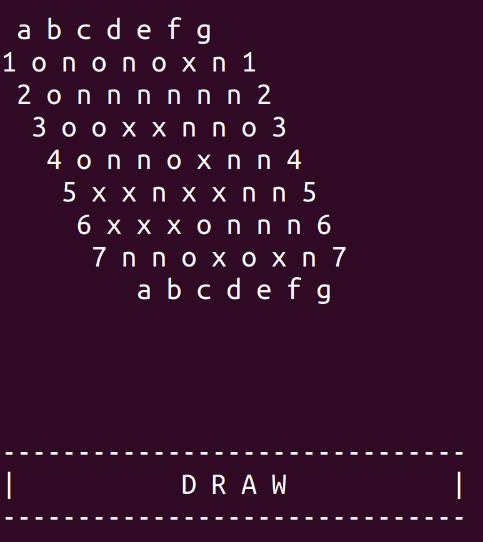 a b c d e f g
1 o n o n o x n 1
 2 o n n n n n n 2
  3 o o x x n n o 3
   4 o n n o x n n 4
    5 x x n x x n n 5
     6 x x x o n n n 6
      7 n n o x o x n 7
         a b c d e f g
-------------------------------
|           D R A W           |
-------------------------------